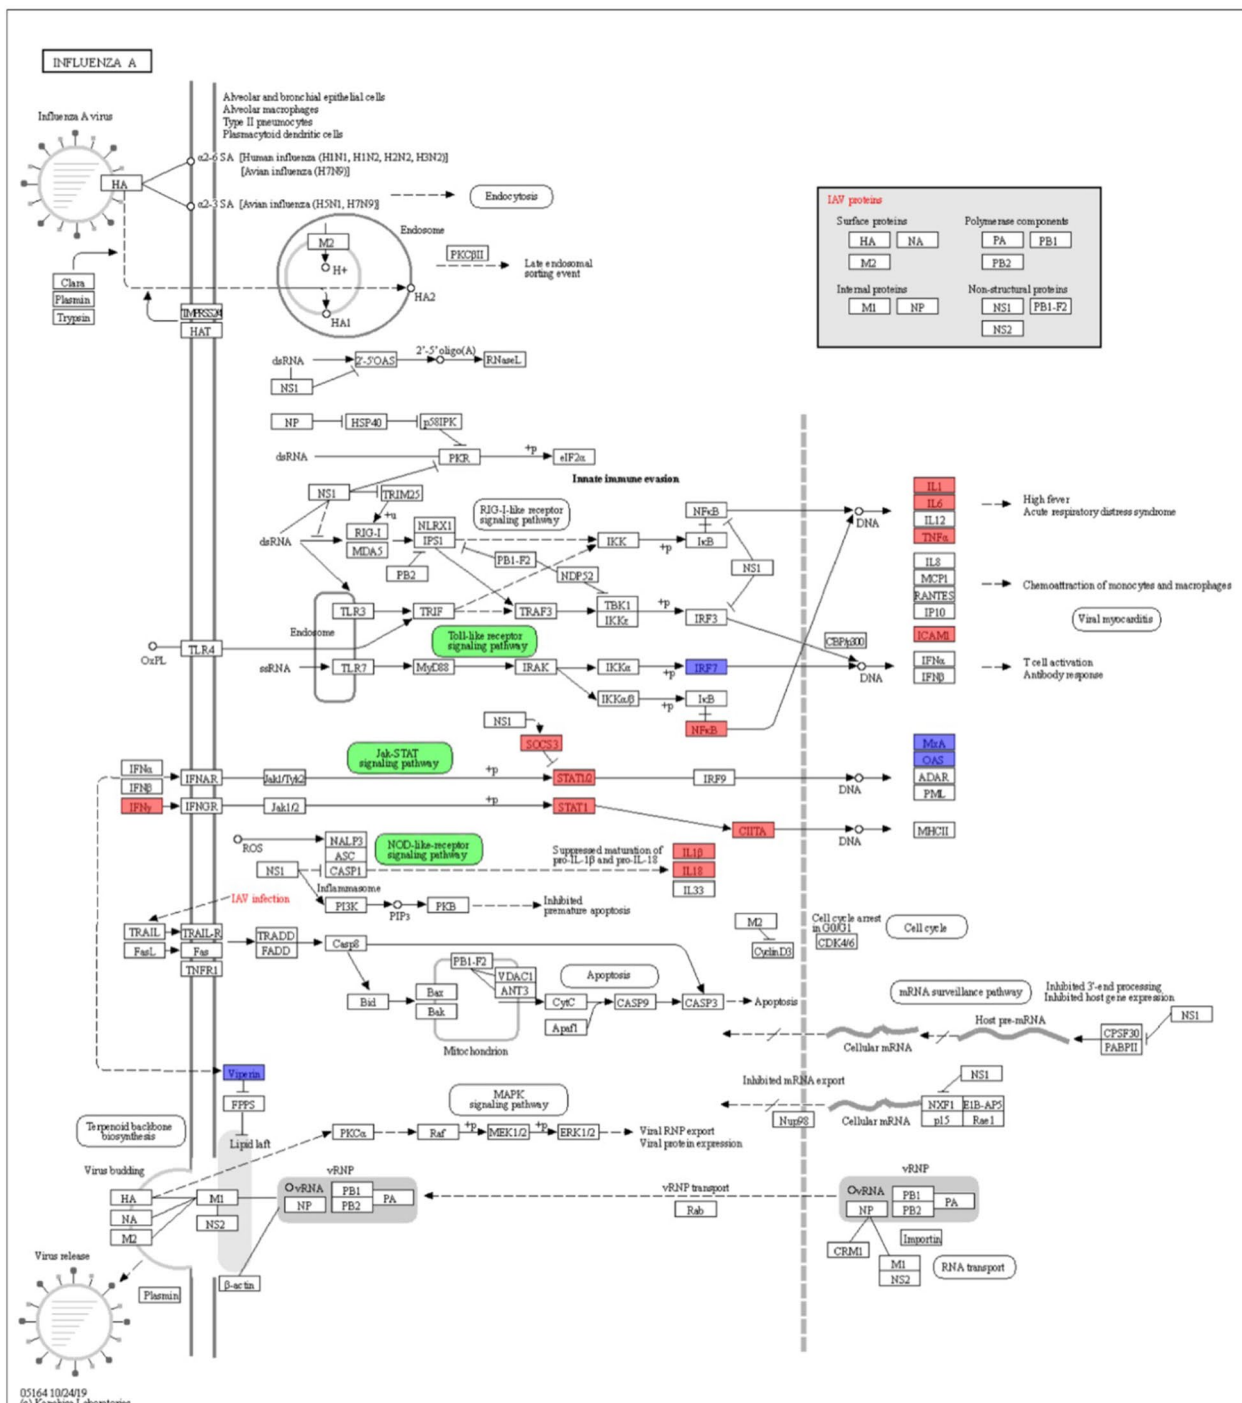 INFLUENZA A
Influenza A virus
Alveolar and bronchial epithelial cells
Alveolar macrophages
Type II pneumocytes
Plasmacytoid dendritic cells
α2-6 SA [Human influenza (H1N1, H1N2, H2N2, H3N2)]
[Avian influenza (H7N9)]
HA
α2-3 SA [Avian influenza (H5N1, H7N9)]
Endocytosis
IAV proteins
Surface proteins
Polymerase components
HA NA
PA PB1
M2
PB2
Internal proteins
Non-structural proteins
M1 NP
NS1 PB1-F2
NS2
Endosome
M2
H+
PKCβII
Late endosomal
sorting event
HA2
HA1
Clara
Plasmin
Trypsin
HAT
dsRNA
2'-5'OAS
2'-5' oligo(A)
RNaseL
NS1
NP
HSP40
p58IPK
dsRNA
PKR
+p
eIF2α
Innate immune evasion
NS1
TRIM25
+u
RIG-I-like receptor
signaling pathway
NFκB
DNA
IL1
IL6
IL12
TNFα
High fever
Acute respiratory distress syndrome
dsRNA
RIG-I
MDA5
NLRX1
IPS1
IKK
+p
IκB
PB2
PB1-F2
NDP52
NS1
IL8
MCP1
RANTES
IP10
Chemoattraction of monocytes and macrophages
Viral myocarditis
Endosome
TLR3
TRIF
TRAF3
TBK1
IKKε
+p
IRF3
CBP/p300
ICAM1
OxPL
TLR4
Toll-like receptor
signaling pathway
ssRNA
TLR7
MyD88
IRAK
IKKα
+p
IRF7
DNA
IFNα
IFNβ
T cell activation
Antibody response
IKKα/β
+p
IκB
NFκB
NS1
SOCS3
Jak-STAT
signaling pathway
IFNα
IFNβ
IFNAR
Jak1/Tyk2
+p
STAT1/2
IRF9
DNA
MxA
OAS
ADAR
PML
IFNγ
IFNGR
Jak1/2
+p
STAT1
CIITA
DNA
MHCII
ROS
NALP3
ASC
CASP1
NOD-like-receptor
signaling pathway
Suppressed maturation of
pro-IL-1β and pro-IL-18
IL1β
IL18
IL33
NS1
Inflammasome
IAV infection
PI3K
PIP3
PKB
Inhibited
premature apoptosis
TRAIL
TRAIL-R
FasL
Fas
TNFR1
TRADD
FADD
Casp8
M2
CyclinD3
Cell cycle arrest
in G0/G1
CDK4/6
Cell cycle
PB1-F2
VDAC1
ANT3
Apoptosis
Bid
Bax
Bak
CytC
CASP9
CASP3
Apoptosis
Apaf1
Mitochondrion
mRNA surveillance pathway
Inhibited 3'-end processing
Inhibited host gene expression
Cellular mRNA
Host pre-mRNA
CPSF30
PABPII
NS1
Viperin
FPPS
Lipid laft
Terpenoid backbone
biosynthesis
MAPK
signaling pathway
PKCα
Raf
+p
MEK1/2
+p
ERK1/2
Viral RNP export
Viral protein expression
Inhibited mRNA export
Nup98
Cellular mRNA
NS1
NXF1 E1B-AP5
p15 Rae1
Virus budding
HA
NA
M2
M1
NS2
vRNP
vRNA
NP
PB1
PB2
PA
vRNP transport
Rab
vRNP
vRNA
NP
PB1
PB2
PA
CRM1
Importin
M1
NS2
RNA transport
Virus release
Plasmin
β-actin
05164 10/24/19
(c) Kanehisa Laboratories